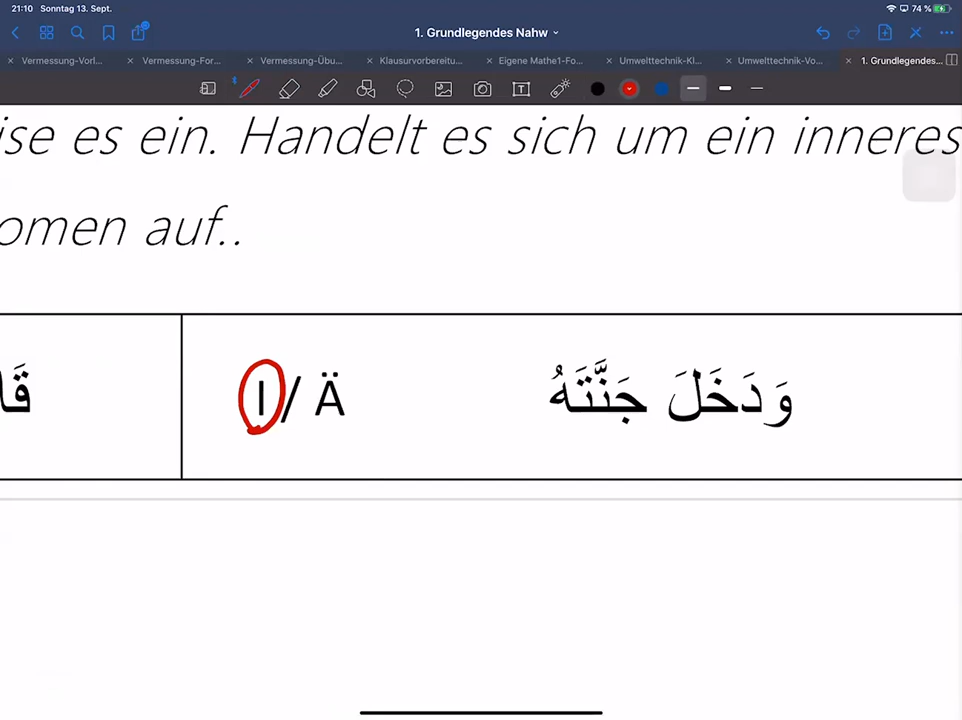 21:10 Sonntag 13. Sept.
74 %
1. Grundlegendes Nahw
Vermessung-Vorl...
Vermessung-For...
Vermessung-Übu...
Klausurvorbereitu...
Eigene Mathe1-Fo...
Umwelttechnik-Kl...
Umwelttechnik-Vo...
1. Grundlegendes...
ise es ein. Handelt es sich um ein inneres
omen auf..
I / Ä
وَدَخَلَ جَنَّتَهُ